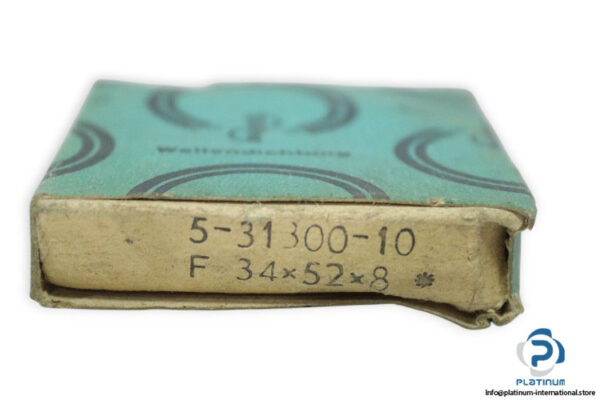 Wellendichtung
5-31300-10
F 34×52×8 *
PLATINUM
Info@platinum-international.store